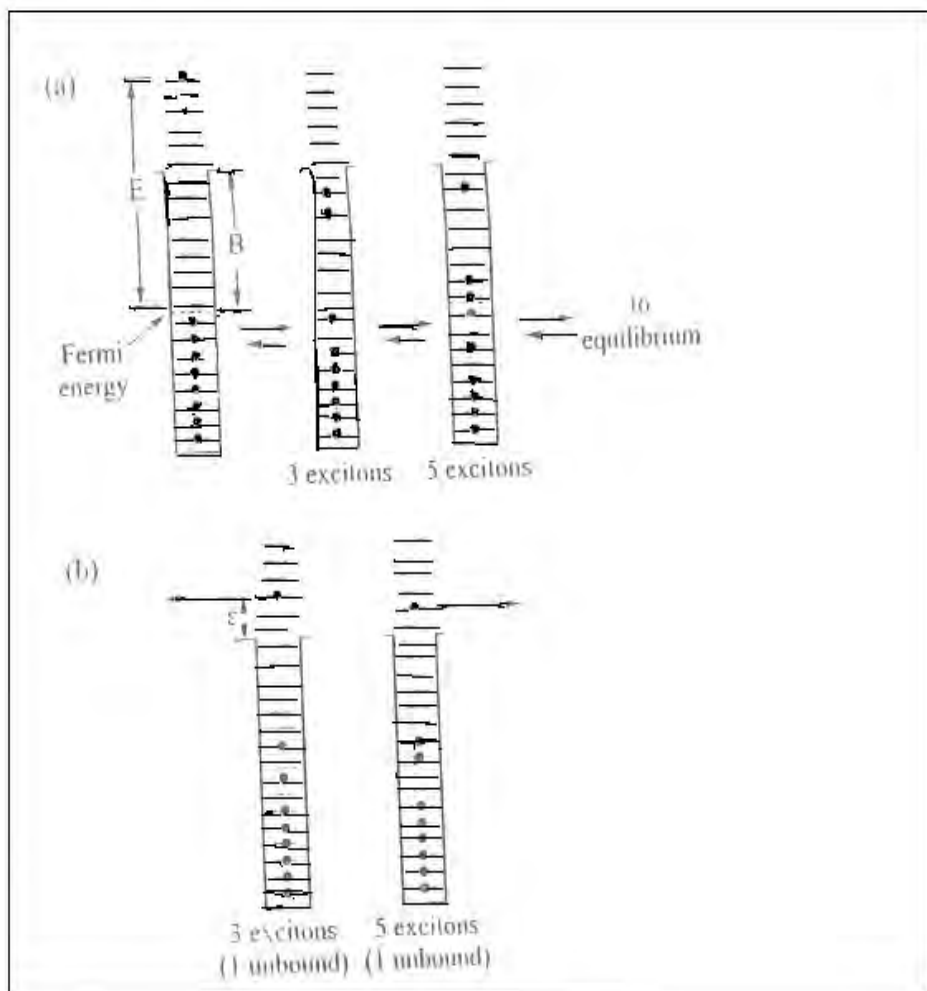 (a)
E
B
Fermi
energy
to
equilibrium
3 excitons
5 excitons
(b)
ε
3 excitons
(1 unbound)
5 excitons
(1 unbound)